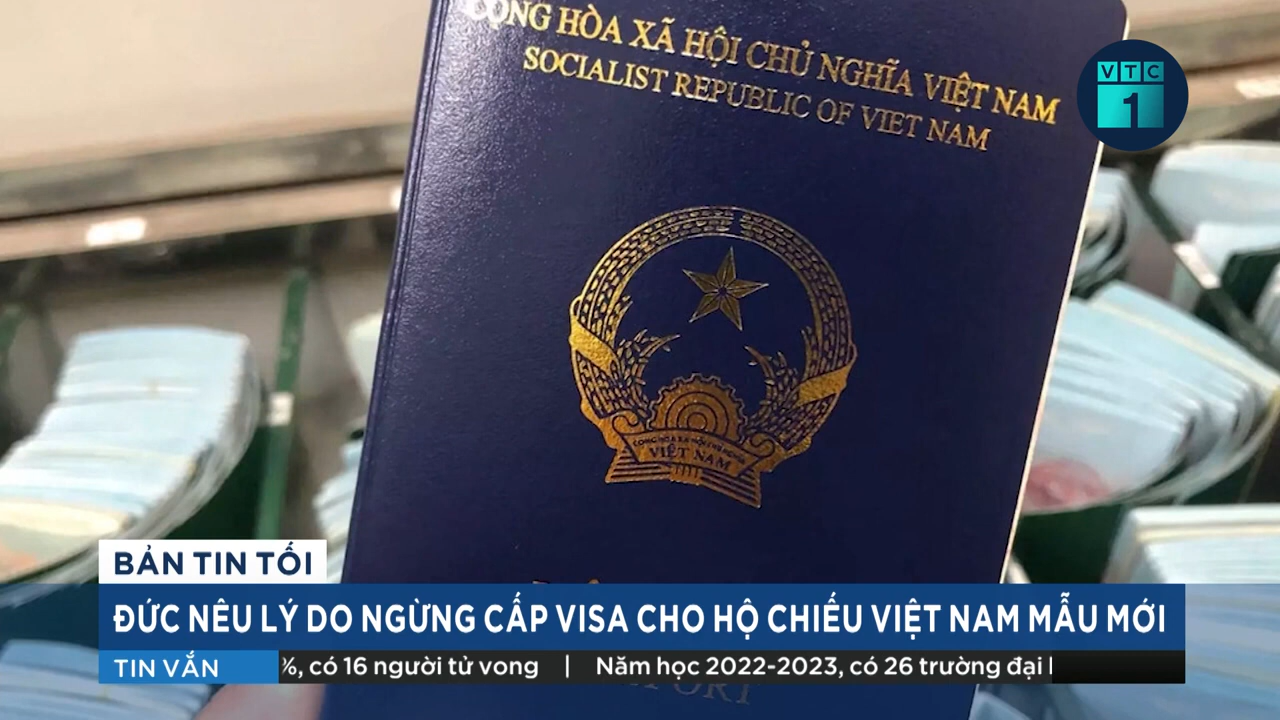 CỘNG HÒA XÃ HỘI CHỦ NGHĨA VIỆT NAM
SOCIALIST REPUBLIC OF VIET NAM
VTC
1
VIỆT NAM
BẢN TIN TỐI
ĐỨC NÊU LÝ DO NGỪNG CẤP VISA CHO HỘ CHIẾU VIỆT NAM MẪU MỚI
TIN VẮN
%, có 16 người tử vong | Năm học 2022-2023, có 26 trường đại